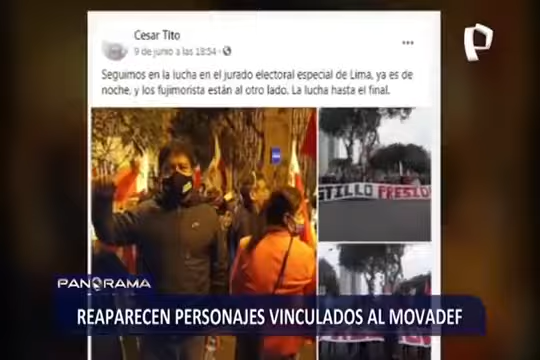 Cesar Tito
9 de junio a las 18:54
Seguimos en la lucha en el jurado electoral especial de Lima, ya es de
noche, y los fujimorista están al otro lado. La lucha hasta el final.
STILLO PRESID
PANORAMA
REAPARECEN PERSONAJES VINCULADOS AL MOVADEF